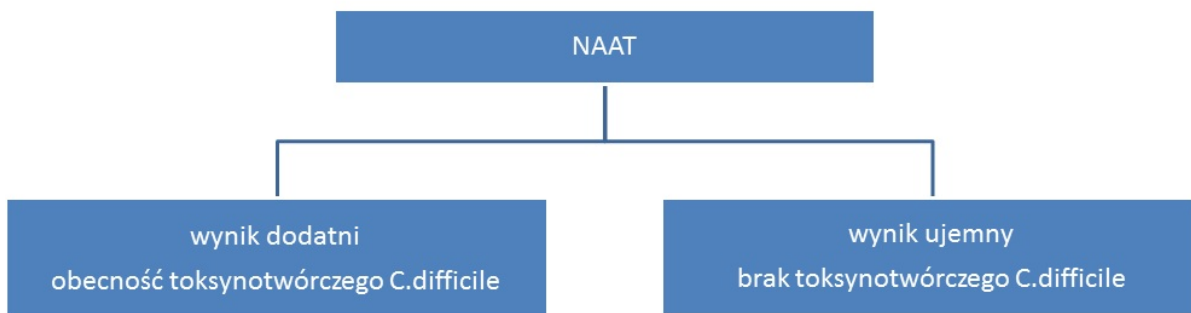 NAAT
wynik dodatni
obecność toksynotwórczego C.difficile
wynik ujemny
brak toksynotwórczego C.difficile